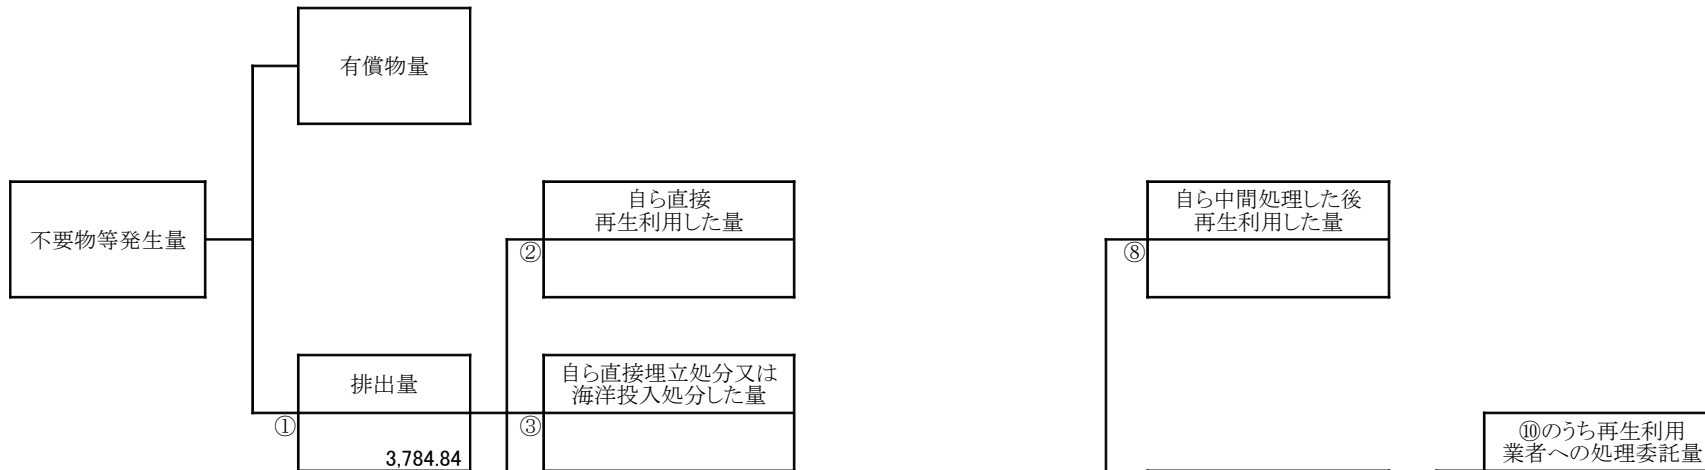 有償物量
不要物等発生量
自ら直接
再生利用した量
②
自ら中間処理した後
再生利用した量
⑧
排出量
①
3,784.84
自ら直接埋立処分又は
海洋投入処分した量
③
⑩のうち再生利用
業者への処理委託量